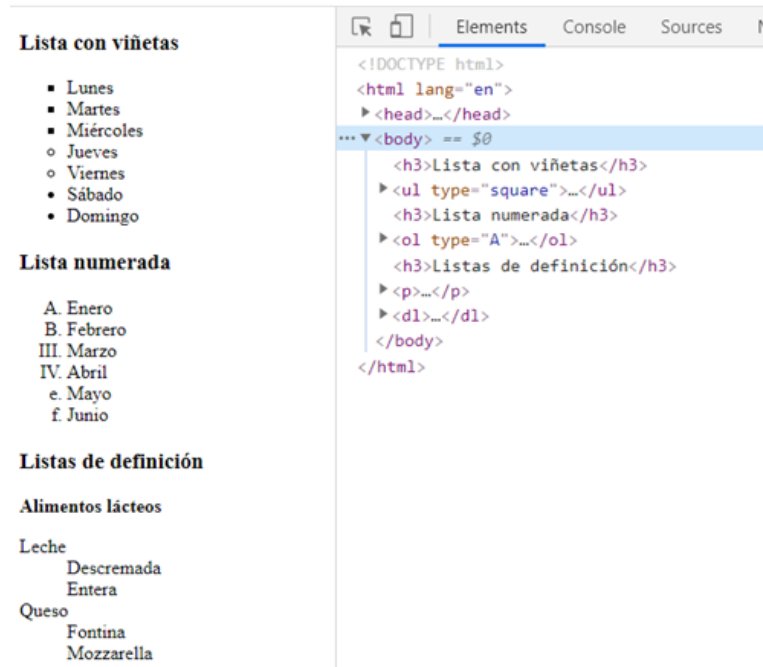 Lista con viñetas
Lunes
Martes
Miércoles
Jueves
Viernes
Sábado
Domingo
Lista numerada
A. Enero
B. Febrero
III. Marzo
IV. Abril
e. Mayo
f. Junio
Listas de definición
Alimentos lácteos
Leche
Descremada
Entera
Queso
Fontina
Mozzarella
Elements Console Sources
<!DOCTYPE html>
<html lang="en">
<head>…</head>
<body> == $0
<h3>Lista con viñetas</h3>
<ul type="square">…</ul>
<h3>Lista numerada</h3>
<ol type="A">…</ol>
<h3>Listas de definición</h3>
<p>…</p>
<dl>…</dl>
</body>
</html>